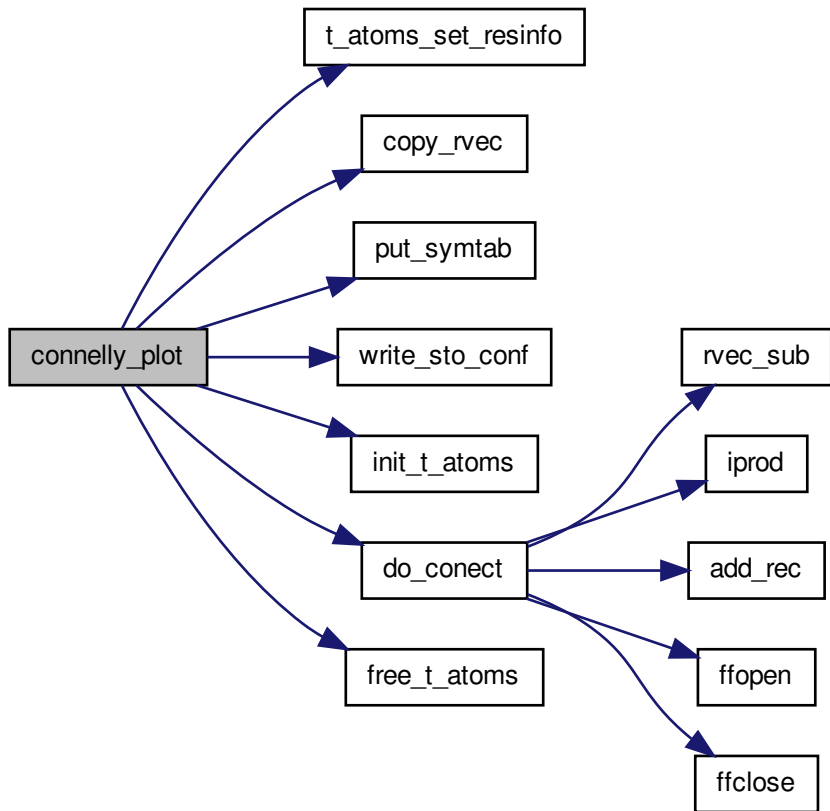 t_atoms_set_resinfo
copy_rvec
put_symtab
connelly_plot
write_sto_conf
rvec_sub
init_t_atoms
iprod
do_conect
add_rec
free_t_atoms
ffopen
ffclose